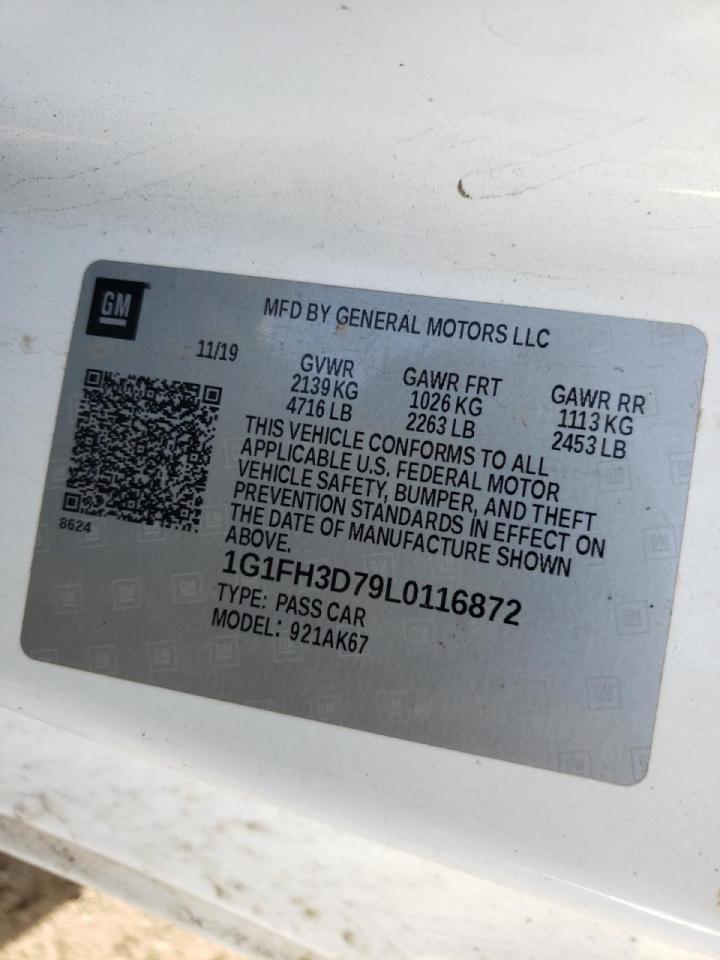 GM
MFD BY GENERAL MOTORS LLC
11/19
GVWR
2139 KG
4716 LB
GAWR FRT
1026 KG
2263 LB
GAWR RR
1113 KG
2453 LB
THIS VEHICLE CONFORMS TO ALL
APPLICABLE U.S. FEDERAL MOTOR
VEHICLE SAFETY, BUMPER, AND THEFT
PREVENTION STANDARDS IN EFFECT ON
THE DATE OF MANUFACTURE SHOWN
ABOVE.
8624
1G1FH3D79L0116872
TYPE: PASS CAR
MODEL: 921AK67